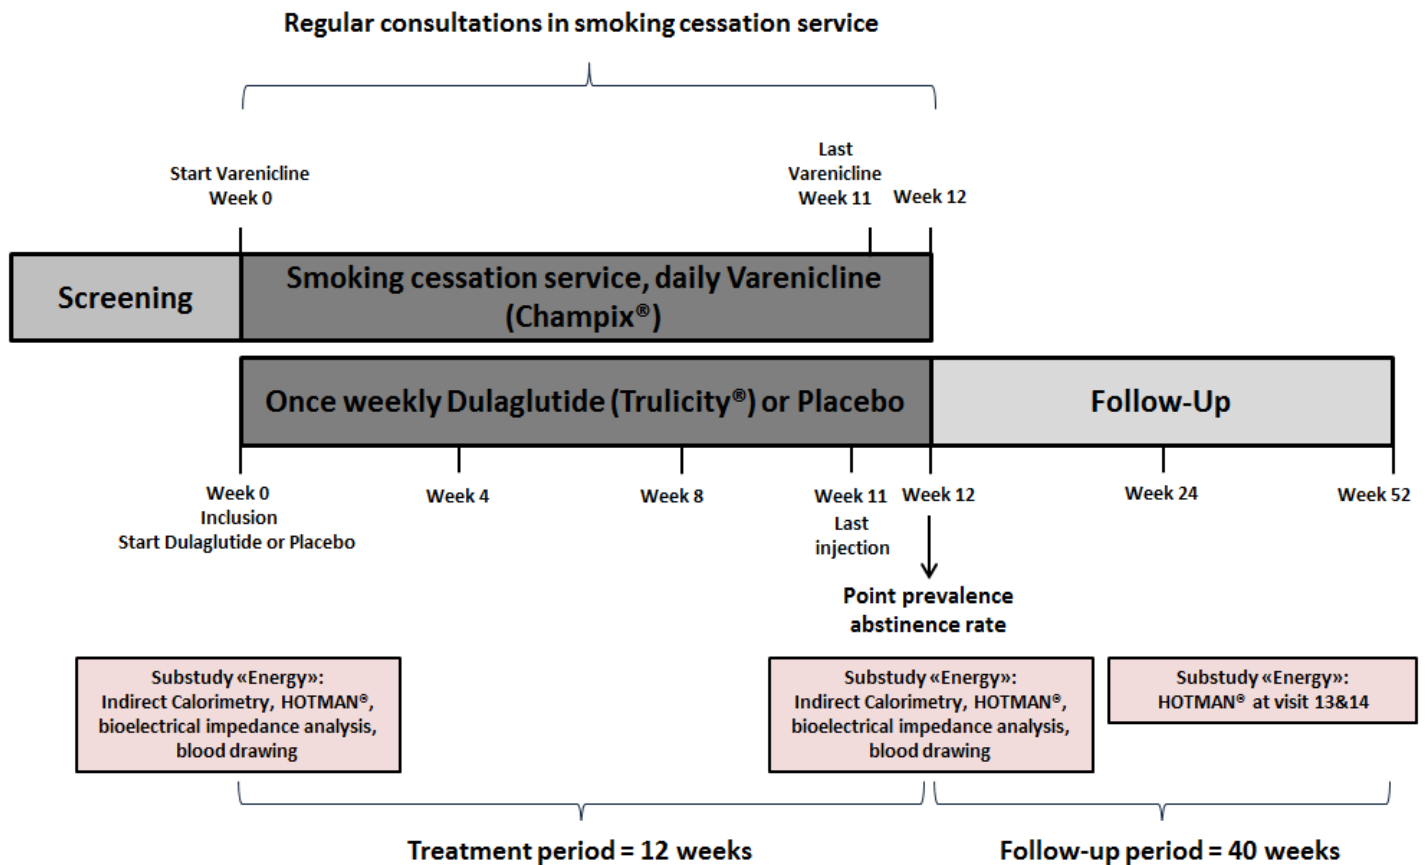 Regular consultations in smoking cessation service
Start Varenicline
Week 0
Last
Varenicline
Week 11
Week 12
Screening
Smoking cessation service, daily Varenicline
(Champix®)
Once weekly Dulaglutide (Trulicity®) or Placebo
Follow-Up
Week 0
Inclusion
Start Dulaglutide or Placebo
Week 4
Week 8
Week 11
Last
injection
Week 12
Week 24
Week 52
Point prevalence
abstinence rate
Substudy «Energy»:
Indirect Calorimetry, HOTMAN®,
bioelectrical impedance analysis,
blood drawing
Substudy «Energy»:
Indirect Calorimetry, HOTMAN®,
bioelectrical impedance analysis,
blood drawing
Substudy «Energy»:
HOTMAN® at visit 13&14
Treatment period = 12 weeks
Follow-up period = 40 weeks